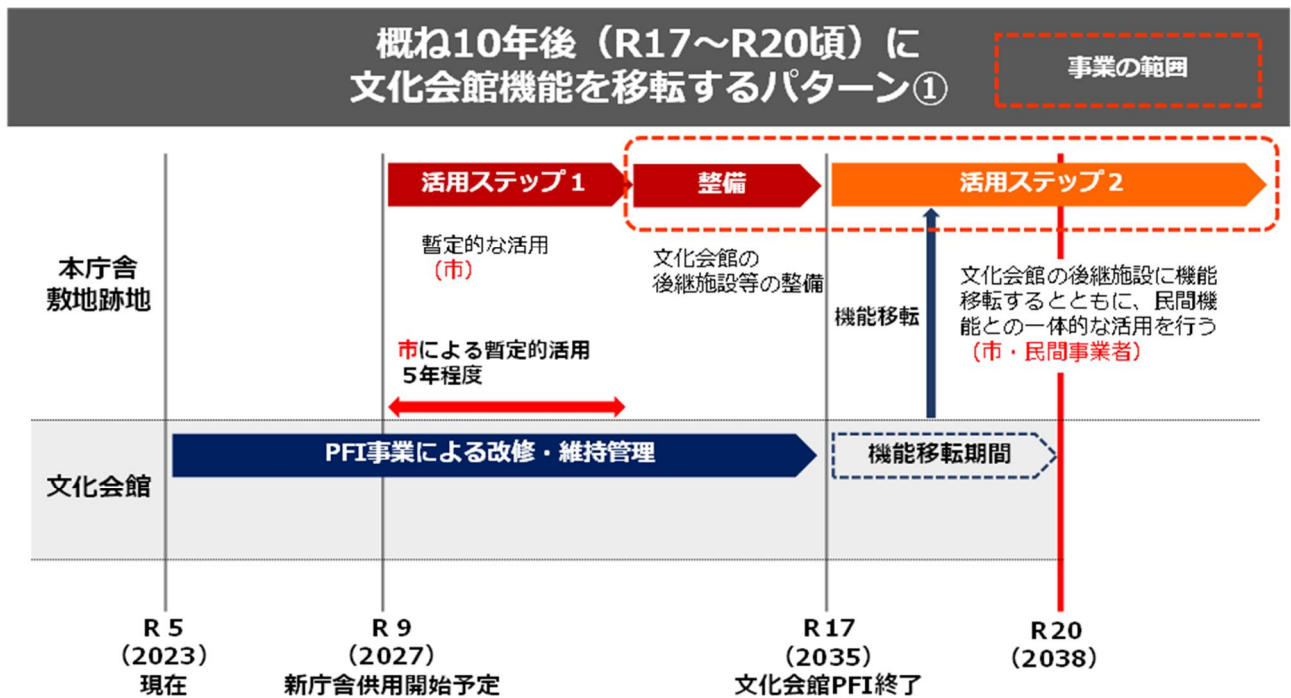 概ね10年後（R17～R20頃）に
文化会館機能を移転するパターン①
事業の範囲
活用ステップ１
整備
活用ステップ２
本庁舎
敷地跡地
暫定的な活用
（市）
文化会館の
後継施設等の整備
機能移転
文化会館の後継施設に機能
移転するとともに、民間機
能との一体的な活用を行う
（市・民間事業者）
市による暫定的活用
５年程度
文化会館
PFI事業による改修・維持管理
機能移転期間
R５
（2023）
現在
R９
（2027）
新庁舎供用開始予定
R17
（2035）
文化会館PFI終了
R20
（2038）